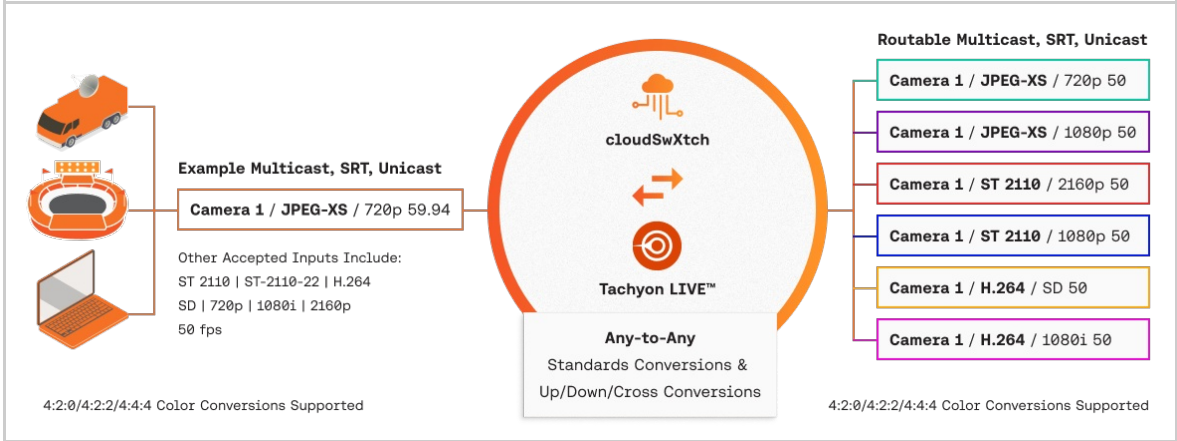 Example Multicast, SRT, Unicast
Camera 1 / JPEG-XS / 720p 59.94
Other Accepted Inputs Include:
ST 2110 | ST-2110-22 | H.264
SD | 720p | 1080i | 2160p
50 fps
4:2:0/4:2:2/4:4:4 Color Conversions Supported
cloudSwXtch
Tachyon LIVE™
Any-to-Any
Standards Conversions &
Up/Down/Cross Conversions
Routable Multicast, SRT, Unicast
Camera 1 / JPEG-XS / 720p 50
Camera 1 / JPEG-XS / 1080p 50
Camera 1 / ST 2110 / 2160p 50
Camera 1 / ST 2110 / 1080p 50
Camera 1 / H.264 / SD 50
Camera 1 / H.264 / 1080i 50
4:2:0/4:2:2/4:4:4 Color Conversions Supported